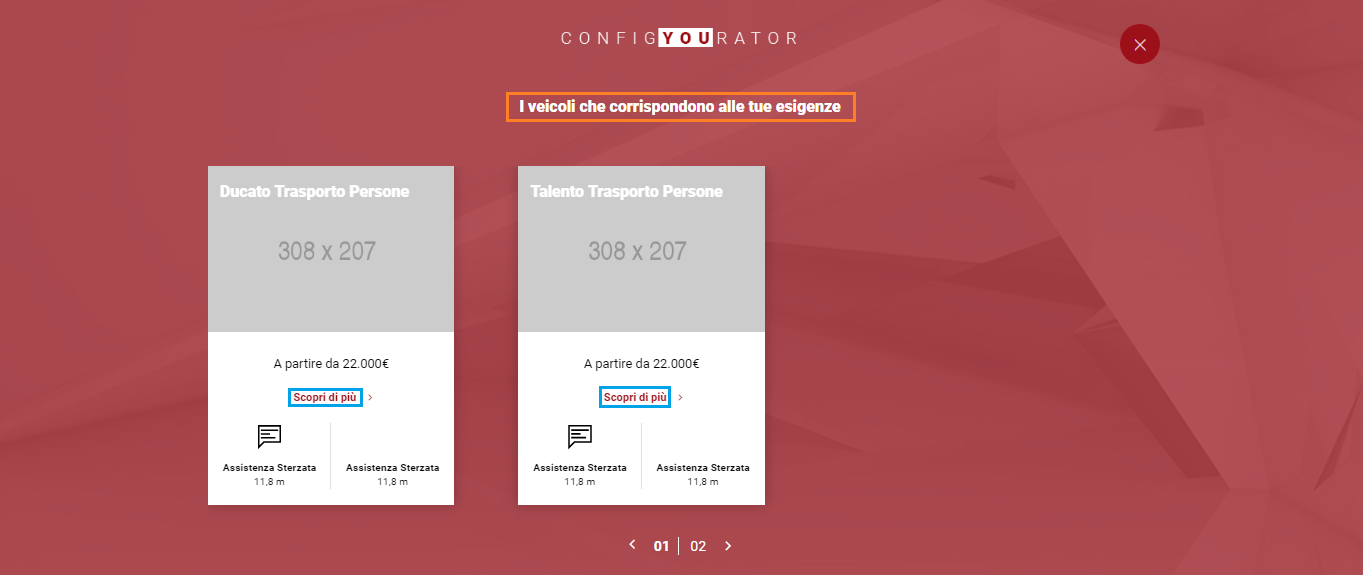 CONFIGYOURATOR
I veicoli che corrispondono alle tue esigenze
Ducato Trasporto Persone
308 x 207
A partire da 22.000€
Scopri di più
Assistenza Sterzata
11,8 m
Assistenza Sterzata
11,8 m
Talento Trasporto Persone
308 x 207
A partire da 22.000€
Scopri di più
Assistenza Sterzata
11,8 m
Assistenza Sterzata
11,8 m
01 | 02